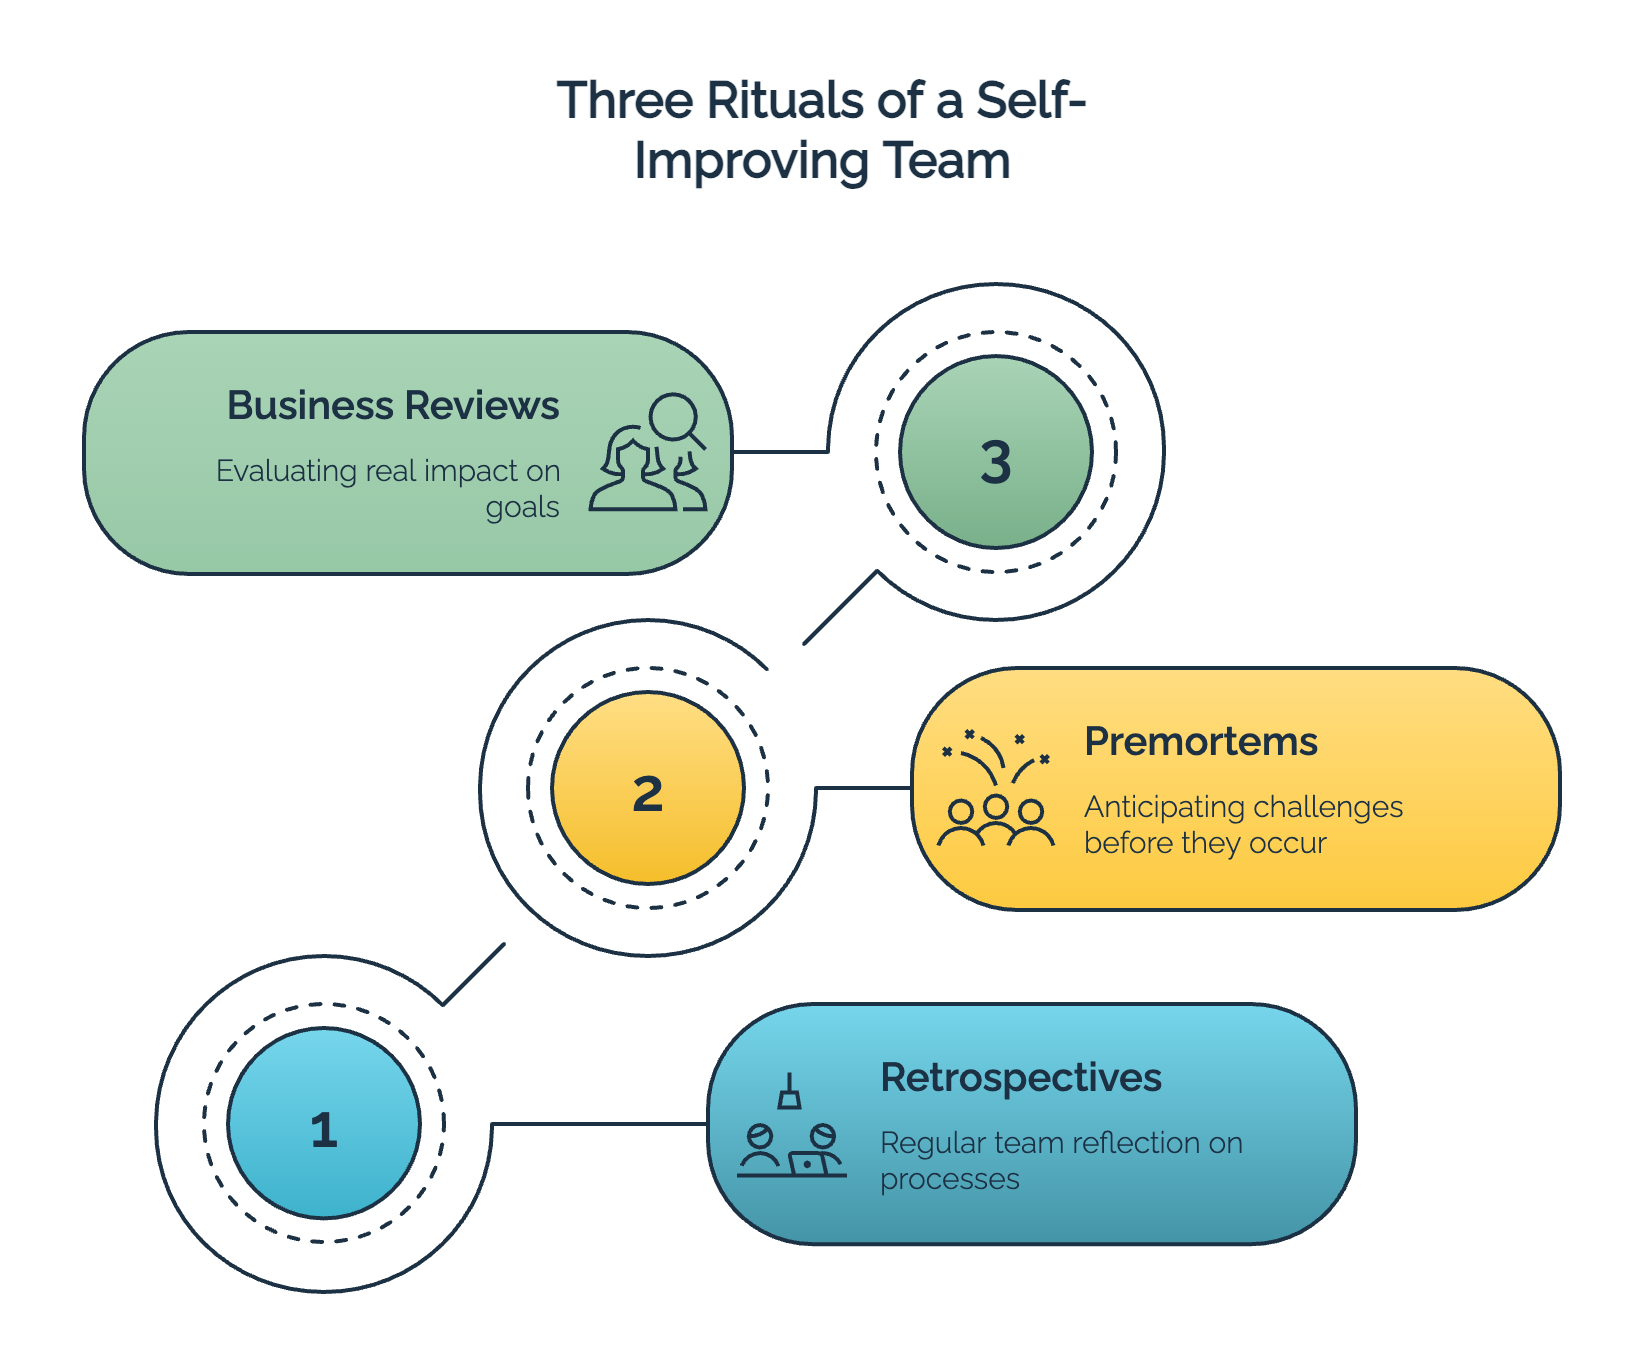 Three Rituals of a Self-
Improving Team
Business Reviews
Evaluating real impact on
goals
3
2
Premortems
Anticipating challenges
before they occur
1
Retrospectives
Regular team reflection on
processes